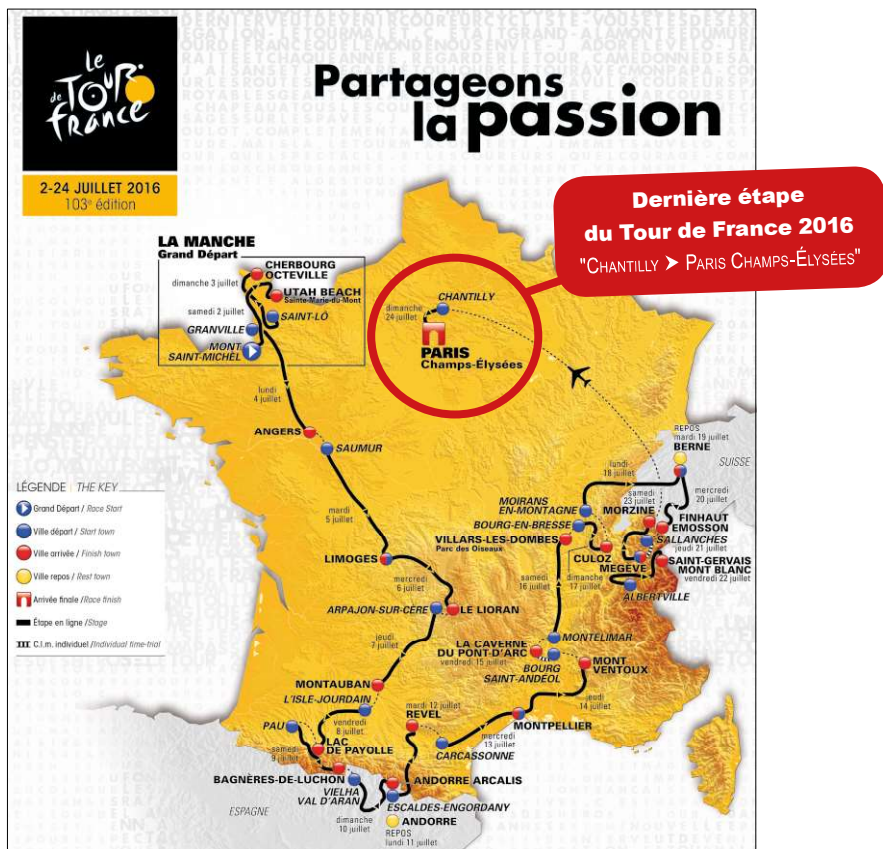 Le
de TOUR
france
Partageons
la passion
2-24 JUILLET 2016
103e édition
Dernière étape
du Tour de France 2016
"CHANTILLY ➤ PARIS CHAMPS-ÉLYSÉES"
LA MANCHE
Grand Départ
CHERBOURG
OCTEVILLE
dimanche 3 juillet
UTAH BEACH
Sainte-Marie-du-Mont
samedi 2 juillet
SAINT-LÔ
GRANVILLE
MONT
SAINT-MICHEL
CHANTILLY
dimanche
24 juillet
PARIS
Champs-Élysées
lundi
4 juillet
ANGERS
SAUMUR
REPOS
mardi 19 juillet
BERNE
SUISSE
lundi
18 juillet
mercredi
20 juillet
LÉGENDE / THE KEY
Grand Départ / Race Start
Ville départ / Start town
Ville arrivée / Finish town
Ville repos / Rest town
Arrivée finale / Race finish
Étape en ligne / Stage
C.l.m. individuel / Individual time-trial
mardi
5 juillet
MOIRANS
EN-MONTAGNE
samedi
23 juillet
MORZINE
BOURG-EN-BRESSE
FINHAUT
EMOSSON
VILLARS-LES-DOMBES
Parc des Oiseaux
SALLANCHES
jeudi 21 juillet
CULOZ
MEGÈVE
SAINT-GERVAIS
MONT BLANC
vendredi 22 juillet
LIMOGES
mercredi
6 juillet
samedi
16 juillet
dimanche
17 juillet
ALBERTVILLE
ARPAJON-SUR-CÈRE
LE LIORAN
jeudi
7 juillet
MONTÉLIMAR
LA CAVERNE
DU PONT-D'ARC
vendredi 15 juillet
BOURG
SAINT-ANDÉOL
MONT
VENTOUX
MONTAUBAN
L'ISLE-JOURDAIN
mardi 12 juillet
REVEL
jeudi
14 juillet
PAU
vendredi
8 juillet
MONTPELLIER
mercredi
13 juillet
samedi
9 juillet
LAC
DE PAYOLLE
CARCASSONNE
BAGNÈRES-DE-LUCHON
ANDORRE ARCALIS
VIELHA
VAL D'ARAN
ESCALDES-ENGORDANY
ESPAGNE
dimanche
10 juillet
ANDORRE
REPOS
lundi 11 juillet